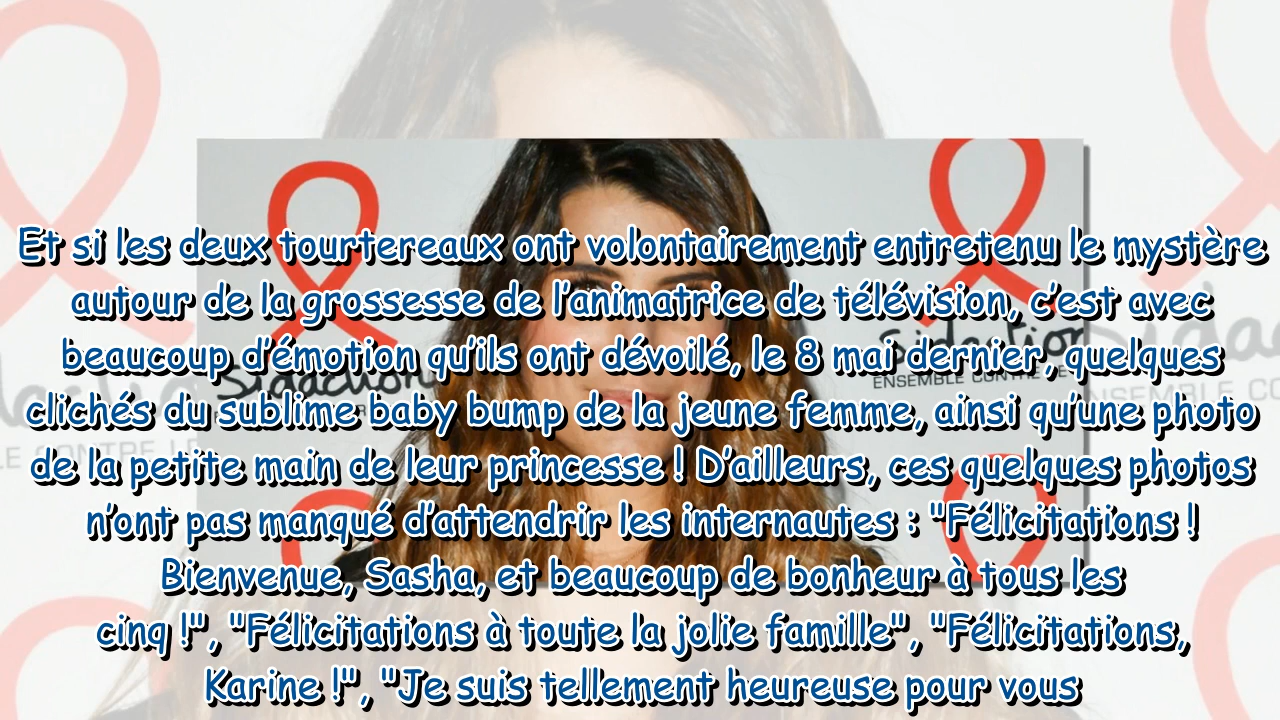 Et si les deux tourtereaux ont volontairement entretenu le mystère
autour de la grossesse de l'animatrice de télévision, c'est avec
beaucoup d'émotion qu'ils ont dévoilé, le 8 mai dernier, quelques
clichés du sublime baby bump de la jeune femme, ainsi qu'une photo
de la petite main de leur princesse ! D'ailleurs, ces quelques photos
n'ont pas manqué d'attendrir les internautes : "Félicitations !
Bienvenue, Sasha, et beaucoup de bonheur à tous les
cinq !", "Félicitations à toute la jolie famille", "Félicitations,
Karine !", "Je suis tellement heureuse pour vous
Sidaction
sidaction
ENSEMBLE CONTRE